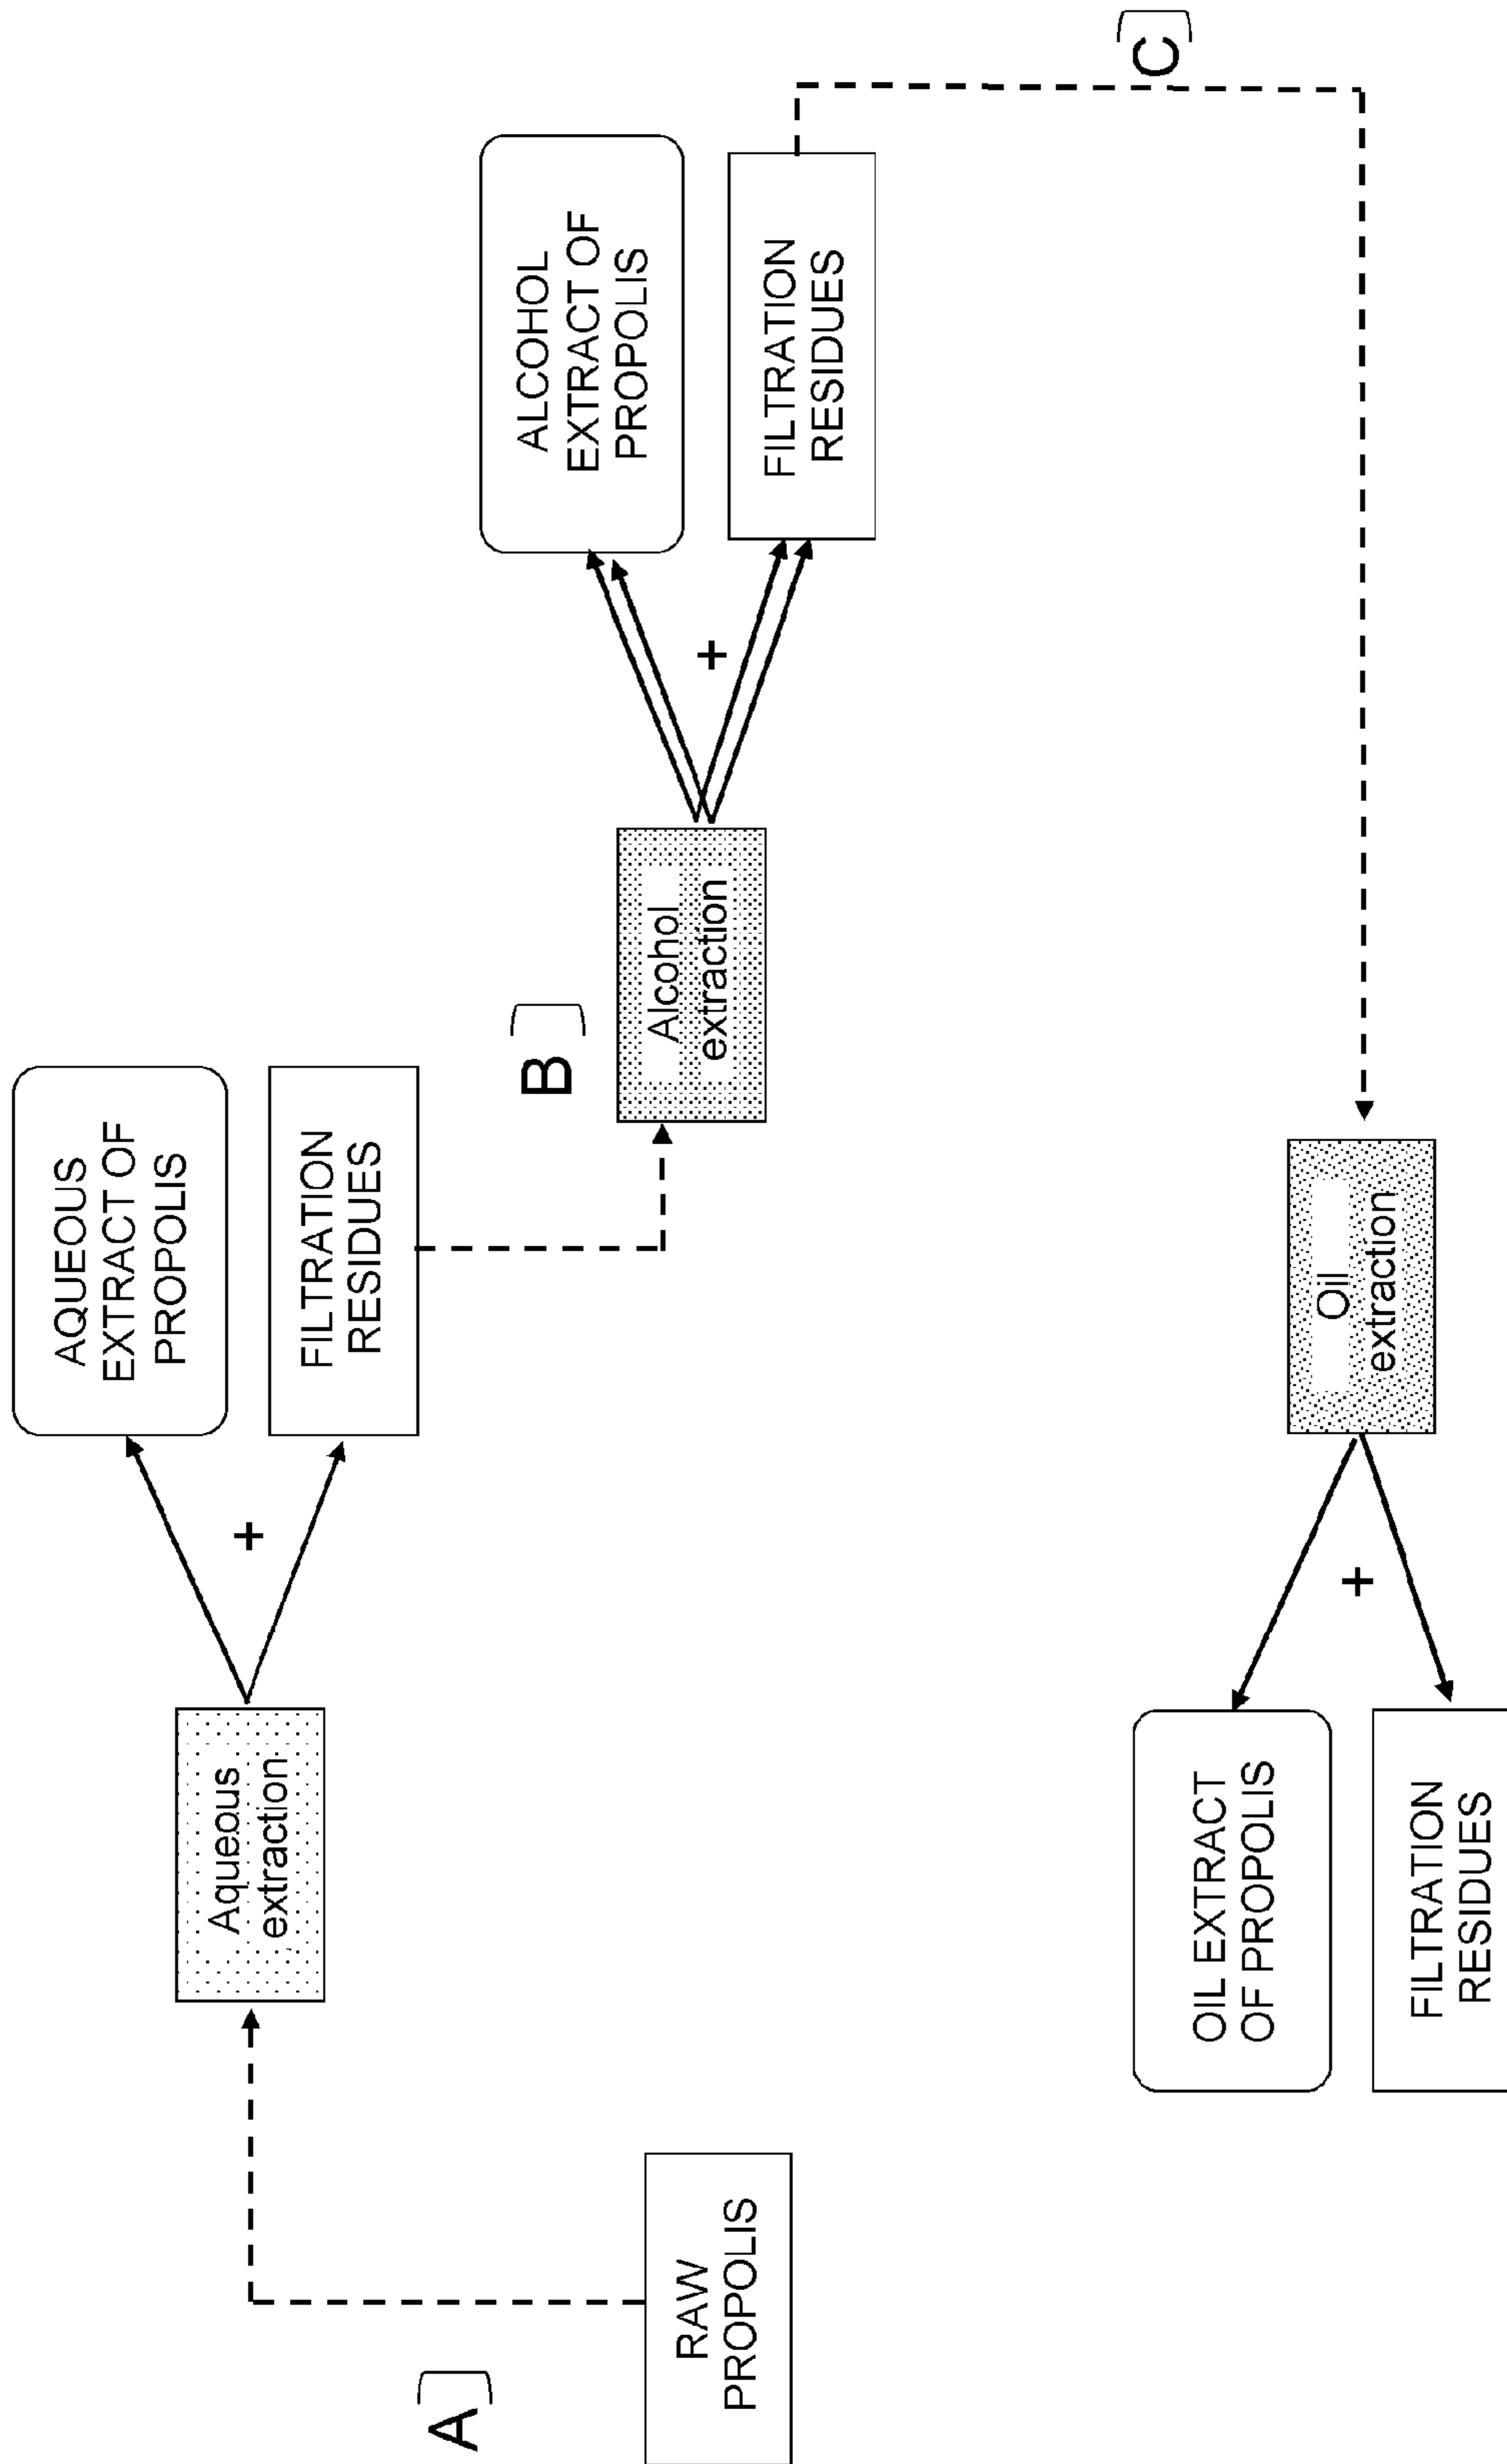 A
RAW
PROPOLIS
Aqueous
extraction
+
AQUEOUS
EXTRACT OF
PROPOLIS
FILTRATION
RESIDUES
B
Alcohol
extraction
+
ALCOHOL
EXTRACT OF
PROPOLIS
FILTRATION
RESIDUES
C
Oil
extraction
+
OIL EXTRACT
OF PROPOLIS
FILTRATION
RESIDUES